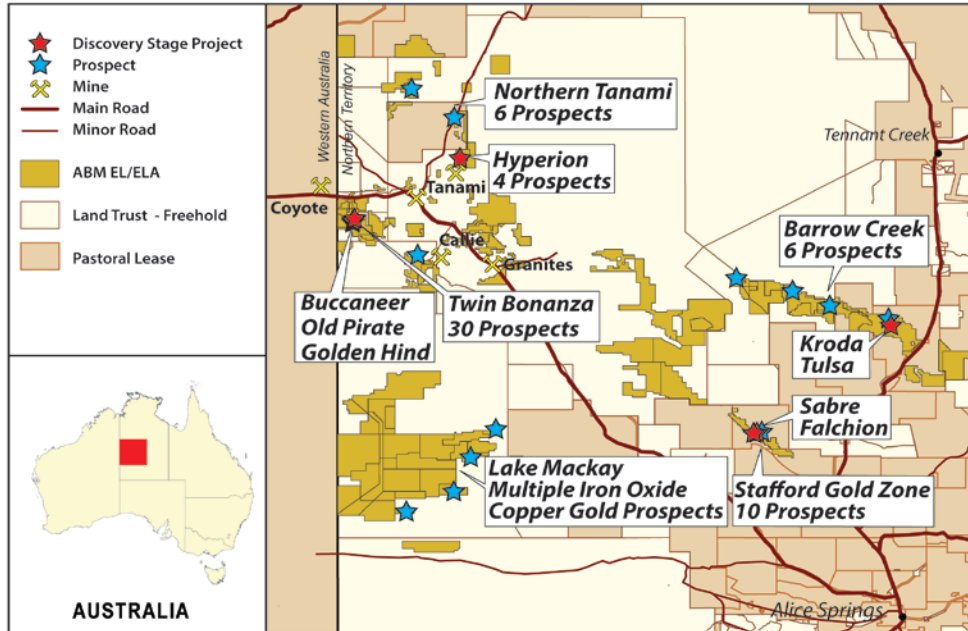 Discovery Stage Project
Prospect
Mine
Main Road
Minor Road
ABM EL/ELA
Land Trust - Freehold
Pastoral Lease
AUSTRALIA
Western Australia
Northern Territory
Northern Tanami
6 Prospects
Hyperion
4 Prospects
Tanami
Coyote
Callie
Granites
Buccaneer
Old Pirate
Golden Hind
Twin Bonanza
30 Prospects
Tennant Creek
Barrow Creek
6 Prospects
Kroda
Tulsa
Sabre
Falchion
Stafford Gold Zone
10 Prospects
Lake Mackay
Multiple Iron Oxide
Copper Gold Prospects
Alice Springs